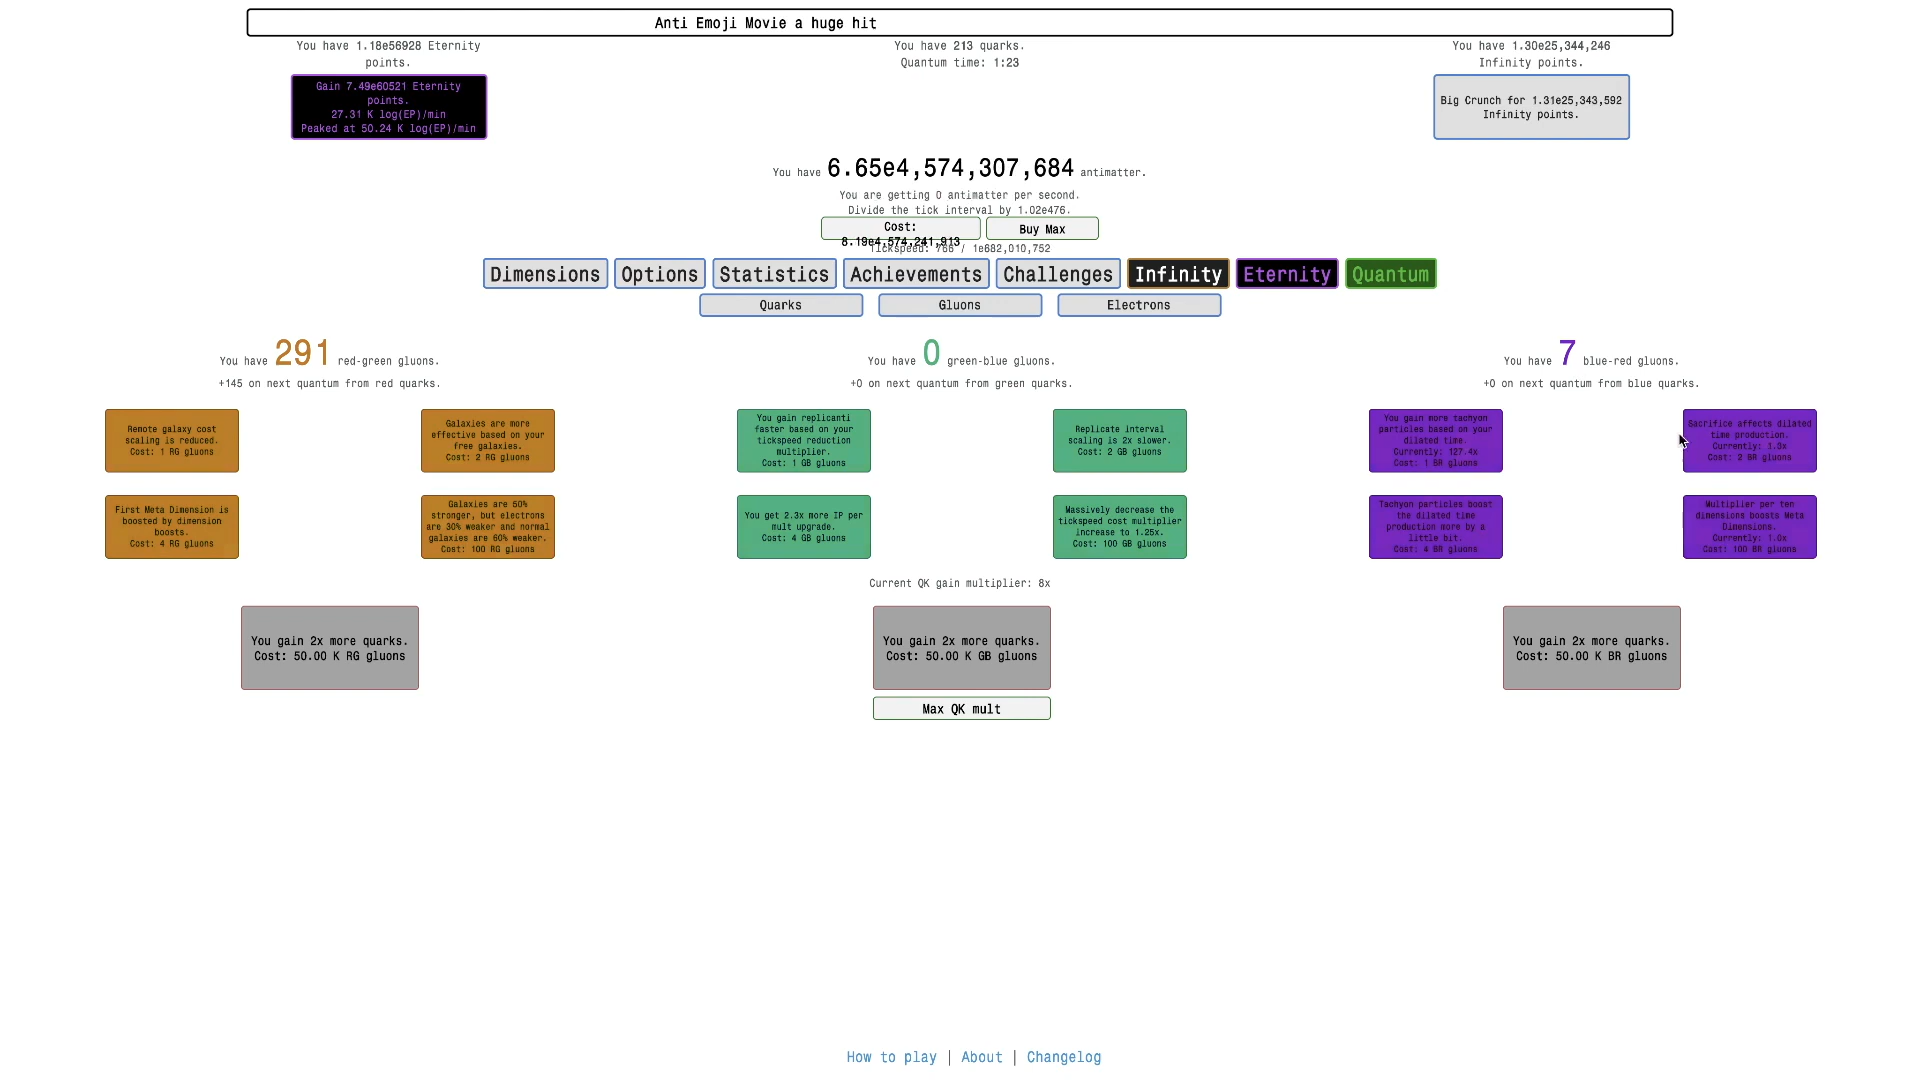 Anti Emoji Movie a huge hit
You have 1.18e56928 Eternity
points.
You have 213 quarks.
Quantum time: 1:23
You have 1.30e25,344,246
Infinity points.
Gain 7.49e60521 Eternity
points.
27.31 K log(EP)/min
Peaked at 50.24 K log(EP)/min
Big Crunch for 1.31e25,343,592
Infinity points.
You have 6.65e4,574,307,684 antimatter.
You are getting 0 antimatter per second.
Divide the tick interval by 1.02e476.
Cost:
8.19e4,574,241,913
Buy Max
Tickspeed: 766 / 1e682,010,752
Dimensions
Options
Statistics
Achievements
Challenges
Infinity
Eternity
Quantum
Quarks
Gluons
Electrons
You have 291 red-green gluons.
+145 on next quantum from red quarks.
You have 0 green-blue gluons.
+0 on next quantum from green quarks.
You have 7 blue-red gluons.
+0 on next quantum from blue quarks.
Remote galaxy cost
scaling is reduced.
Cost: 1 RG gluons
Galaxies are more
effective based on your
free galaxies.
Cost: 2 RG gluons
You gain replicanti
faster based on your
tickspeed reduction
multiplier.
Cost: 1 GB gluons
Replicate interval
scaling is 2x slower.
Cost: 2 GB gluons
You gain more tachyon
particles based on your
dilated time.
Currently: 127.4x
Cost: 1 BR gluons
Sacrifice affects dilated
time production.
Currently: 1.3x
Cost: 2 BR gluons
First Meta Dimension is
boosted by dimension
boosts.
Cost: 4 RG gluons
Galaxies are 50%
stronger, but electrons
are 30% weaker and normal
galaxies are 60% weaker.
Cost: 100 RG gluons
You get 2.3x more IP per
mult upgrade.
Cost: 4 GB gluons
Massively decrease the
tickspeed cost multiplier
increase to 1.25x.
Cost: 100 GB gluons
Tachyon particles boost
the dilated time
production more by a
little bit.
Cost: 4 BR gluons
Multiplier per ten
dimensions boosts Meta
Dimensions.
Currently: 1.0x
Cost: 100 BR gluons
Current QK gain multiplier: 8x
You gain 2x more quarks.
Cost: 50.00 K RG gluons
You gain 2x more quarks.
Cost: 50.00 K GB gluons
You gain 2x more quarks.
Cost: 50.00 K BR gluons
Max QK mult
How to play | About | Changelog